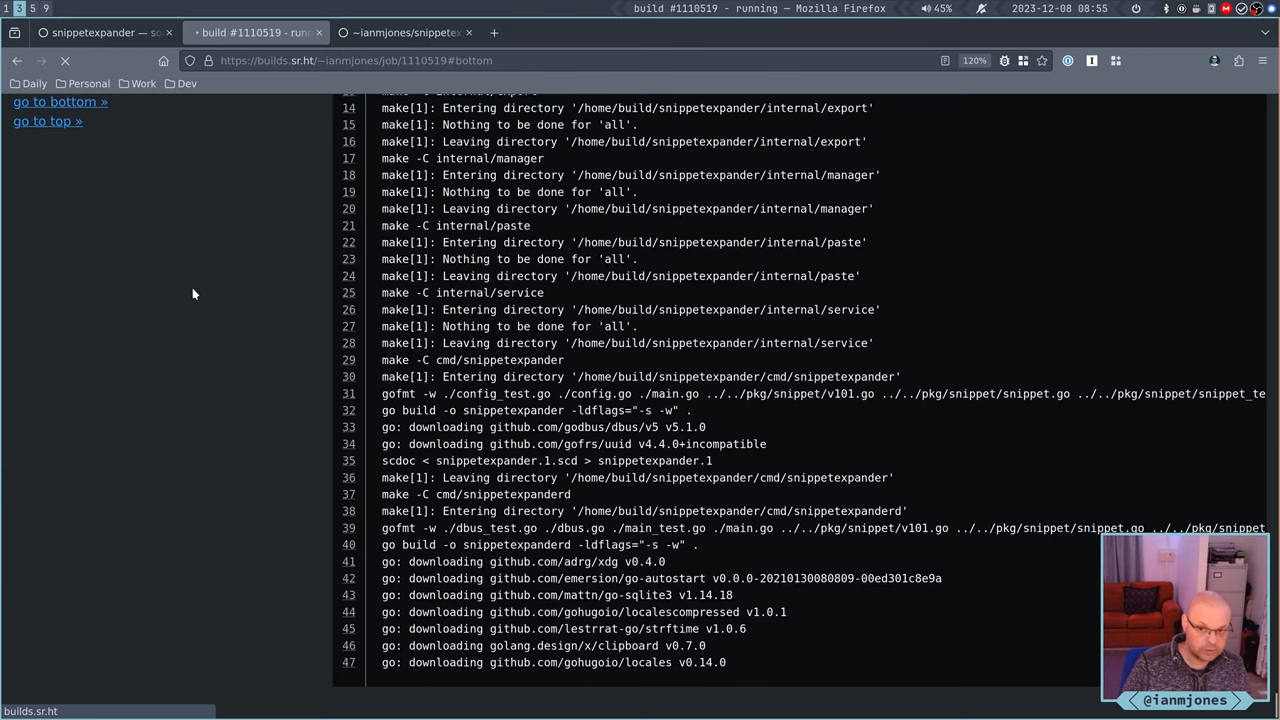 1 3 5 9
build #1110519 - running — Mozilla Firefox
45%
2023-12-08 08:55
snippetexpander — so
build #1110519 - runn
~ianmjones/snippetex
https://builds.sr.ht/~ianmjones/job/1110519#bottom
120%
Daily
Personal
Work
Dev
go to bottom »
go to top »
14 make[1]: Entering directory '/home/build/snippetexpander/internal/export'
15 make[1]: Nothing to be done for 'all'.
16 make[1]: Leaving directory '/home/build/snippetexpander/internal/export'
17 make -C internal/manager
18 make[1]: Entering directory '/home/build/snippetexpander/internal/manager'
19 make[1]: Nothing to be done for 'all'.
20 make[1]: Leaving directory '/home/build/snippetexpander/internal/manager'
21 make -C internal/paste
22 make[1]: Entering directory '/home/build/snippetexpander/internal/paste'
23 make[1]: Nothing to be done for 'all'.
24 make[1]: Leaving directory '/home/build/snippetexpander/internal/paste'
25 make -C internal/service
26 make[1]: Entering directory '/home/build/snippetexpander/internal/service'
27 make[1]: Nothing to be done for 'all'.
28 make[1]: Leaving directory '/home/build/snippetexpander/internal/service'
29 make -C cmd/snippetexpander
30 make[1]: Entering directory '/home/build/snippetexpander/cmd/snippetexpander'
31 gofmt -w ./config_test.go ./config.go ./main.go ../../pkg/snippet/v101.go ../../pkg/snippet/snippet.go ../../pkg/snippet/snippet_te
32 go build -o snippetexpander -ldflags="-s -w" .
33 go: downloading github.com/godbus/dbus/v5 v5.1.0
34 go: downloading github.com/gofrs/uuid v4.4.0+incompatible
35 scdoc < snippetexpander.1.scd > snippetexpander.1
36 make[1]: Leaving directory '/home/build/snippetexpander/cmd/snippetexpander'
37 make -C cmd/snippetexpanderd
38 make[1]: Entering directory '/home/build/snippetexpander/cmd/snippetexpanderd'
39 gofmt -w ./dbus_test.go ./dbus.go ./main_test.go ./main.go ../../pkg/snippet/v101.go ../../pkg/snippet/snippet.go ../../pkg/snippet
40 go build -o snippetexpanderd -ldflags="-s -w" .
41 go: downloading github.com/adrg/xdg v0.4.0
42 go: downloading github.com/emersion/go-autostart v0.0.0-20210130080809-00ed301c8e9a
43 go: downloading github.com/mattn/go-sqlite3 v1.14.18
44 go: downloading github.com/gohugoio/localescompressed v1.0.1
45 go: downloading github.com/lestrrat-go/strftime v1.0.6
46 go: downloading golang.design/x/clipboard v0.7.0
47 go: downloading github.com/gohugoio/locales v0.14.0
@ianmjones
builds.sr.ht